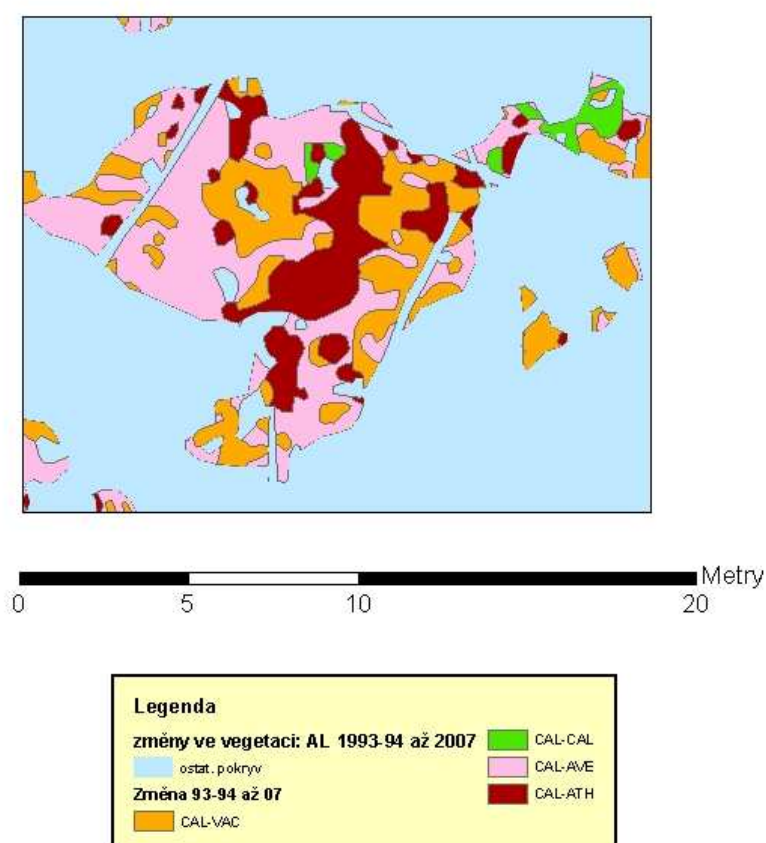 Metry
0 5 10 20
Legenda
změny ve vegetaci: AL 1993-94 až 2007
ostat. pokryv
Změna 93-94 až 07
CAL-VAC
CAL-CAL
CAL-AVE
CAL-ATH